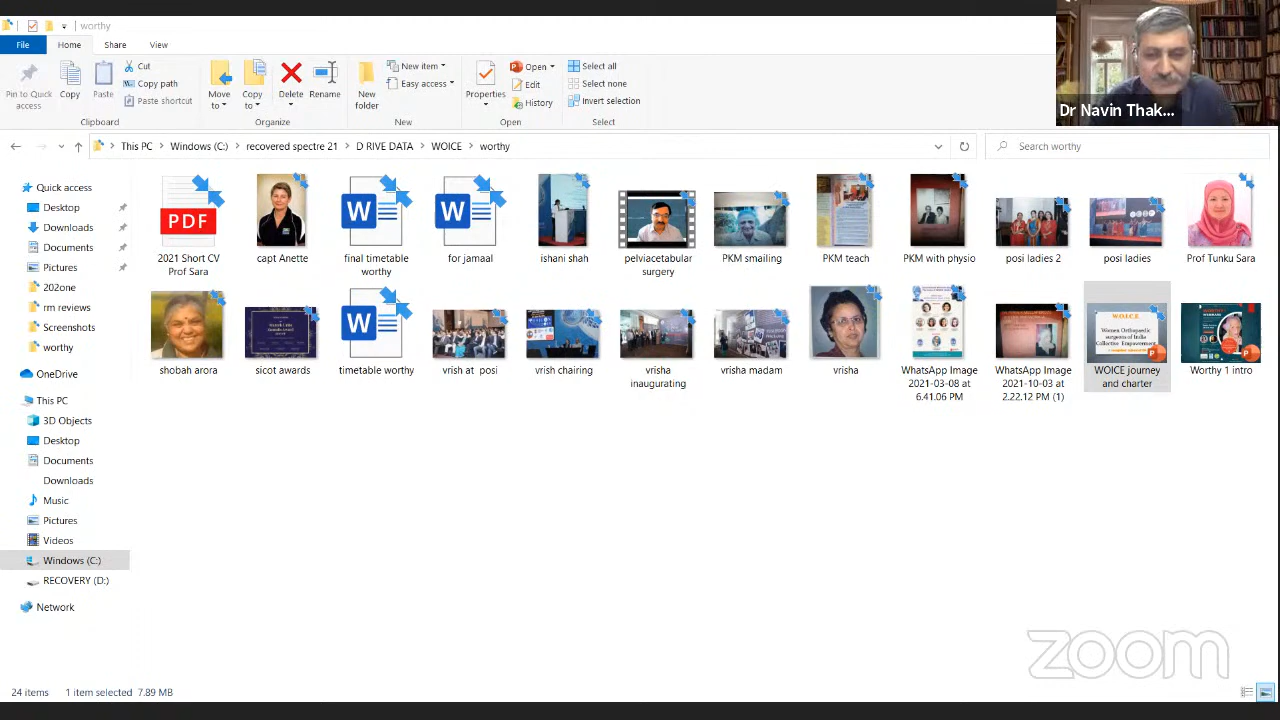 worthy
File Home Share View
Pin to Quick access
Copy
Paste
Cut
Copy path
Paste shortcut
Clipboard
Move to
Copy to
Delete
Rename
Organize
New folder
New item
Easy access
New
Properties
Open
Edit
History
Open
Select all
Select none
Invert selection
Select
Dr Navin Thak...
This PC > Windows (C:) > recovered spectre 21 > D RIVE DATA > WOICE > worthy
Search worthy
Quick access
Desktop
Downloads
Documents
Pictures
202one
rm reviews
Screenshots
worthy
OneDrive
This PC
3D Objects
Desktop
Documents
Downloads
Music
Pictures
Videos
Windows (C:)
RECOVERY (D:)
Network
PDF
2021 Short CV
Prof Sara
capt Anette
W
final timetable
worthy
W
for jamaal
ishani shah
pelviacetabular
surgery
PKM smailing
PKM teach
PKM with physio
posi ladies 2
posi ladies
Prof Tunku Sara
shobah arora
sicot awards
W
timetable worthy
vrish at posi
vrish chairing
vrisha
inaugurating
vrisha madam
vrisha
WhatsApp Image
2021-03-08 at
6.41.06 PM
WhatsApp Image
2021-10-03 at
2.22.12 PM (1)
W.O.I.C.E
Women Orthopaedic
surgeons of India
Collective Empowerment
WOICE journey
and charter
Worthy 1 intro
24 items 1 item selected 7.89 MB
zoom